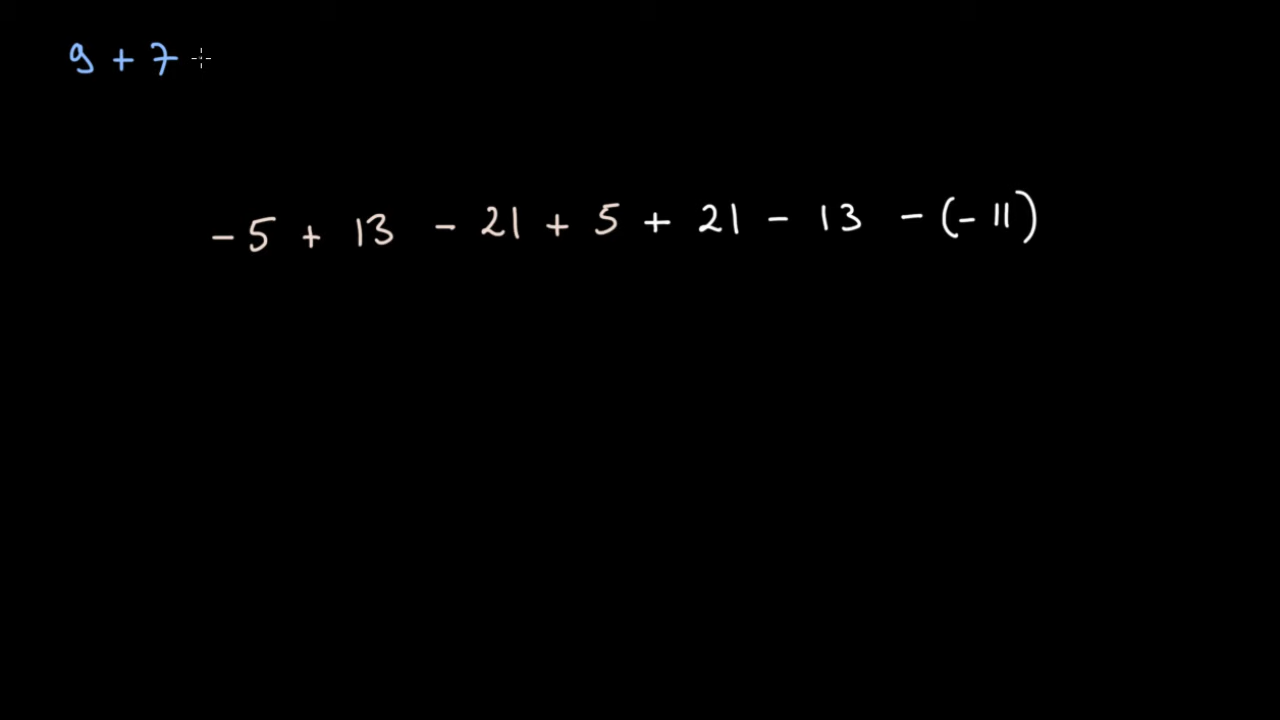 9 + 7
- 5 + 13 - 21 + 5 + 21 - 13 - (- 11)